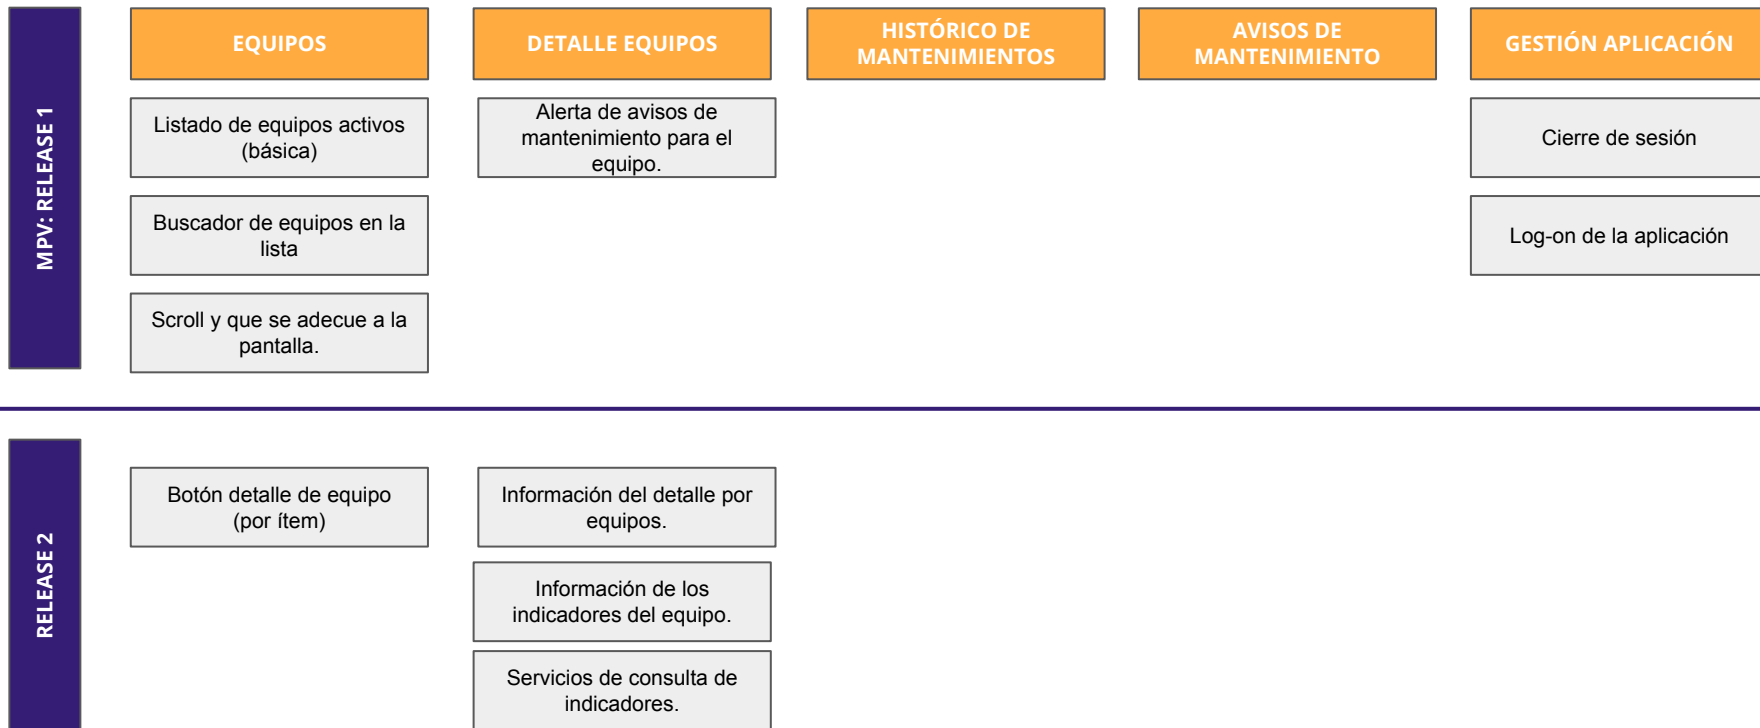 MPV: RELEASE 1
EQUIPOS
DETALLE EQUIPOS
HISTÓRICO DE
MANTENIMIENTOS
AVISOS DE
MANTENIMIENTO
GESTIÓN APLICACIÓN
Listado de equipos activos
(básica)
Alerta de avisos de
mantenimiento para el
equipo.
Cierre de sesión
Buscador de equipos en la
lista
Log-on de la aplicación
Scroll y que se adecue a la
pantalla.
RELEASE 2
Botón detalle de equipo
(por ítem)
Información del detalle por
equipos.
Información de los
indicadores del equipo.
Servicios de consulta de
indicadores.